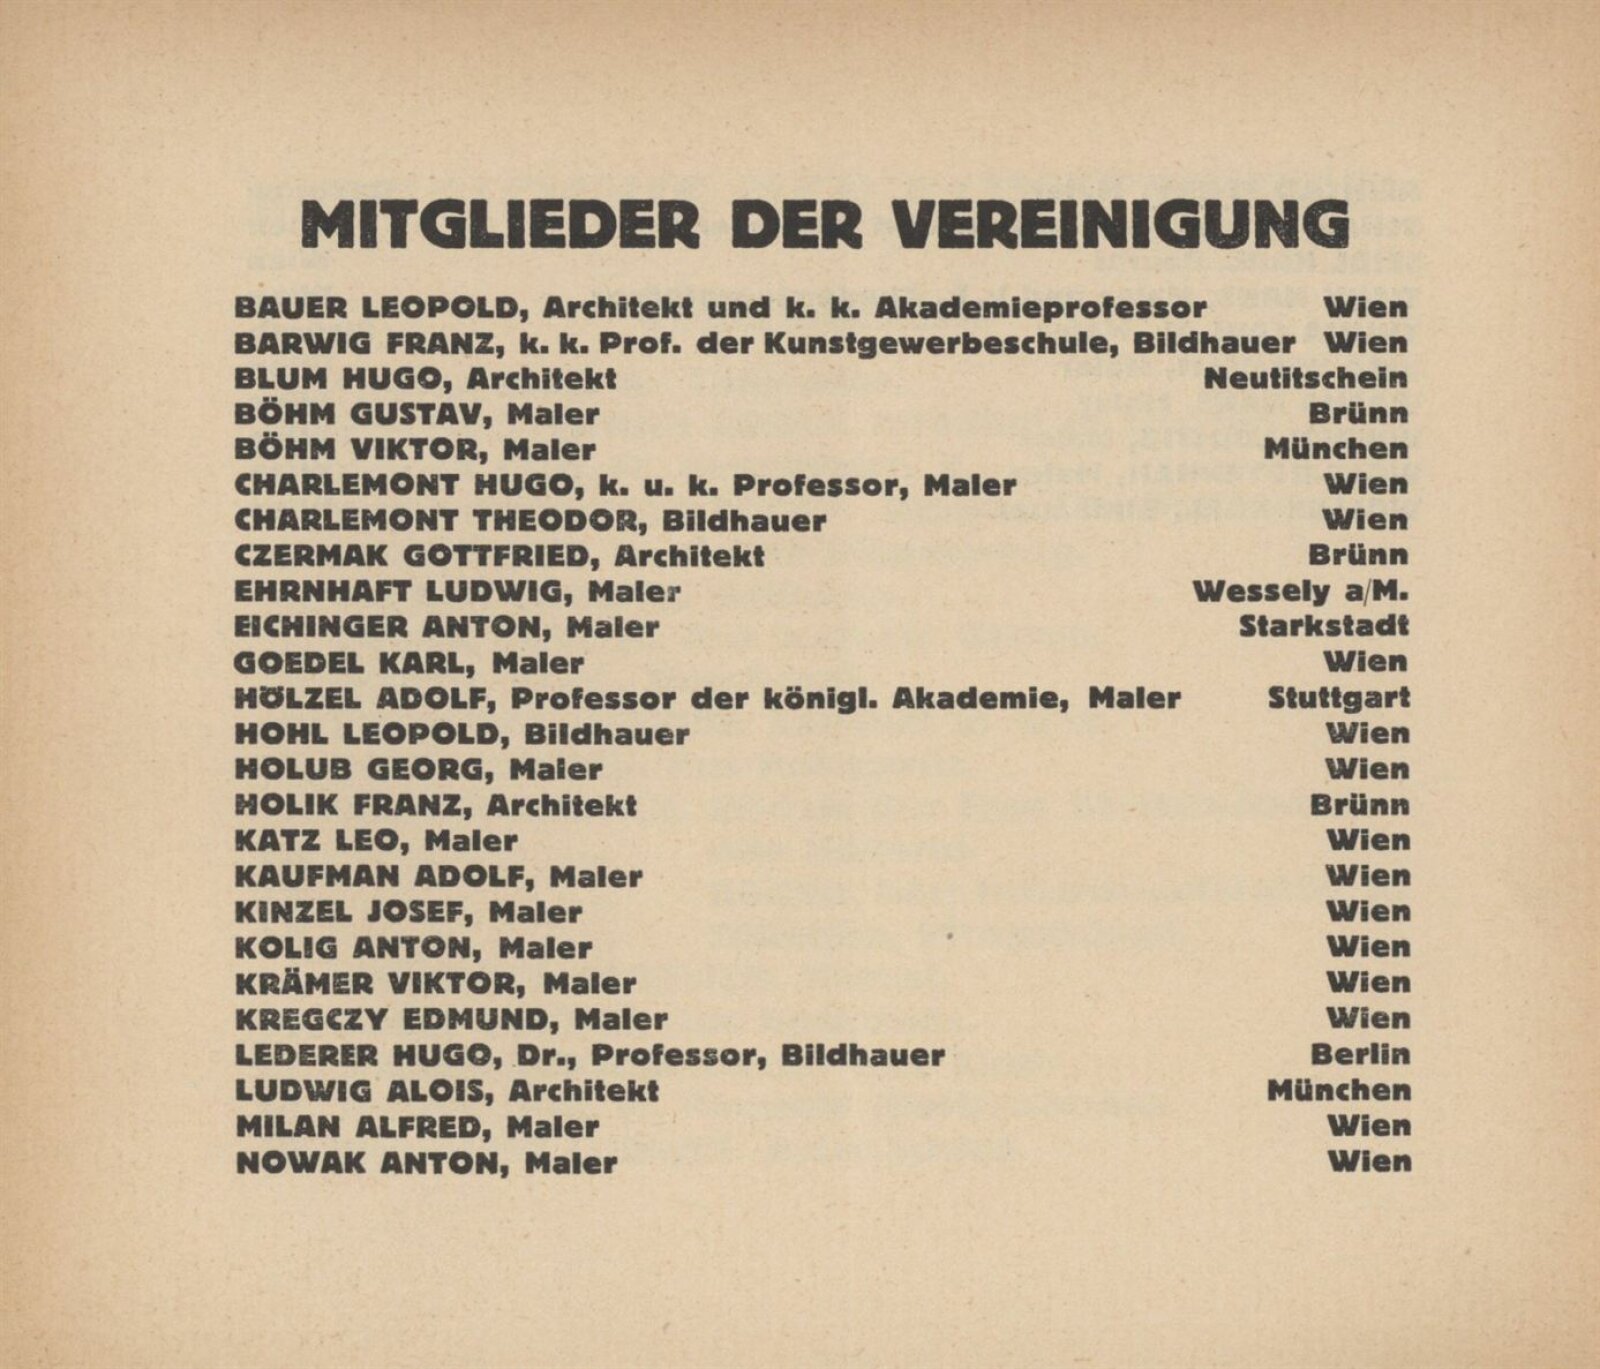 MITGLIEDER DER VEREINIGUNG
BAUER LEOPOLD, Architekt und k. k. Akademieprofessor Wien
BARWIG FRANZ, k. k. Prof. der Kunstgewerbeschule, Bildhauer Wien
BLUM HUGO, Architekt Neutitschein
BÖHM GUSTAV, Maler Brünn
BÖHM VIKTOR, Maler München
CHARLEMONT HUGO, k. u. k. Professor, Maler Wien
CHARLEMONT THEODOR, Bildhauer Wien
CZERMAK GOTTFRIED, Architekt Brünn
EHRNHAFT LUDWIG, Maler Wessely a/M.
EICHINGER ANTON, Maler Starkstadt
GOEDEL KARL, Maler Wien
HÖLZEL ADOLF, Professor der königl. Akademie, Maler Stuttgart
HOHL LEOPOLD, Bildhauer Wien
HOLUB GEORG, Maler Wien
HOLIK FRANZ, Architekt Brünn
KATZ LEO, Maler Wien
KAUFMAN ADOLF, Maler Wien
KINZEL JOSEF, Maler Wien
KOLIG ANTON, Maler Wien
KRÄMER VIKTOR, Maler Wien
KREGCZY EDMUND, Maler Wien
LEDERER HUGO, Dr., Professor, Bildhauer Berlin
LUDWIG ALOIS, Architekt München
MILAN ALFRED, Maler Wien
NOWAK ANTON, Maler Wien